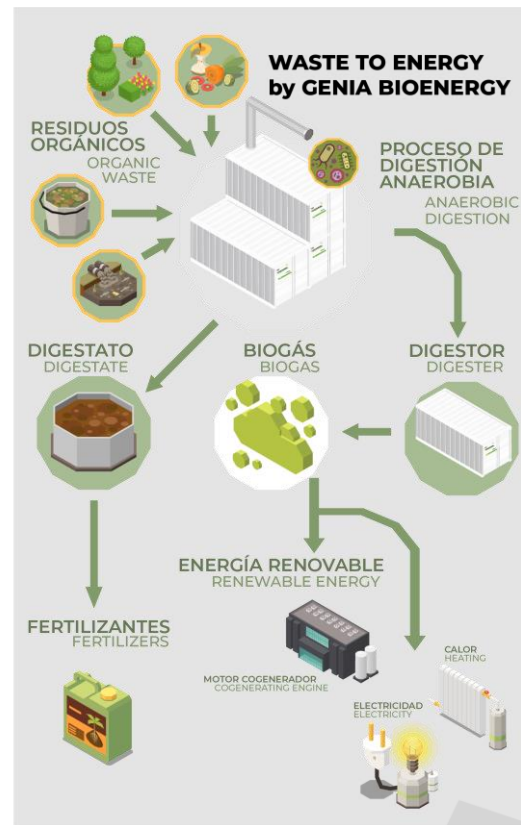 WASTE TO ENERGY
by GENIA BIOENERGY
RESIDUOS
ORGÁNICOS
ORGANIC
WASTE
PROCESO DE
DIGESTIÓN
ANAEROBIA
ANAEROBIC
DIGESTION
DIGESTATO
DIGESTATE
BIOGÁS
BIOGAS
DIGESTOR
DIGESTER
ENERGÍA RENOVABLE
RENEWABLE ENERGY
FERTILIZANTES
FERTILIZERS
MOTOR COGENERADOR
COGENERATING ENGINE
CALOR
HEATING
ELECTRICIDAD
ELECTRICITY